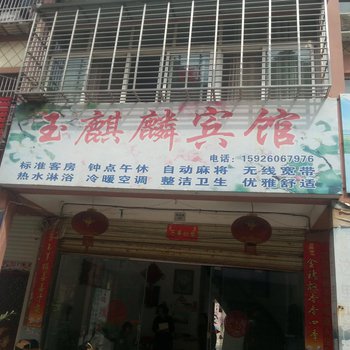 玉麒麟宾馆
电话：15926067976
标准客房 钟点午休 自动麻将 无线宽带
热水淋浴 冷暖空调 整洁卫生 优雅舒适